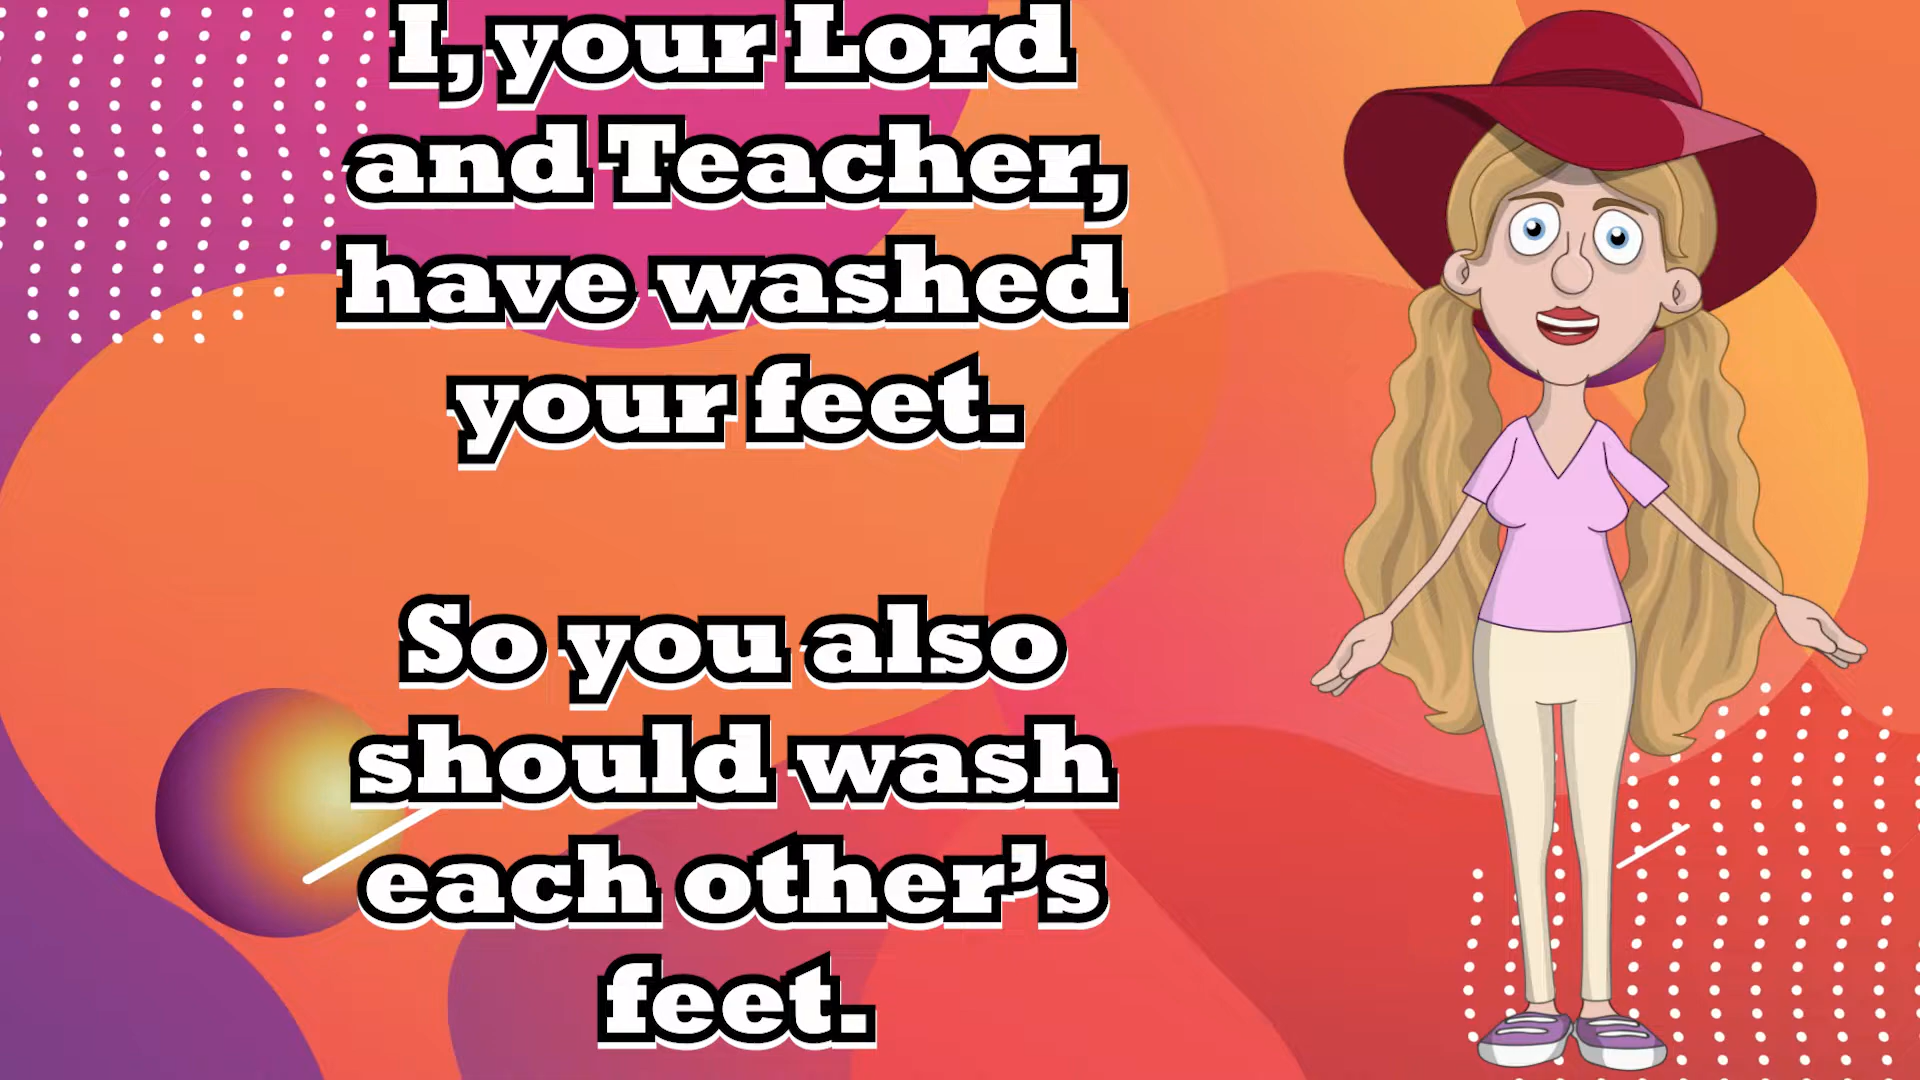 I, your Lord
and Teacher,
have washed
your feet.
So you also
should wash
each other’s
feet.